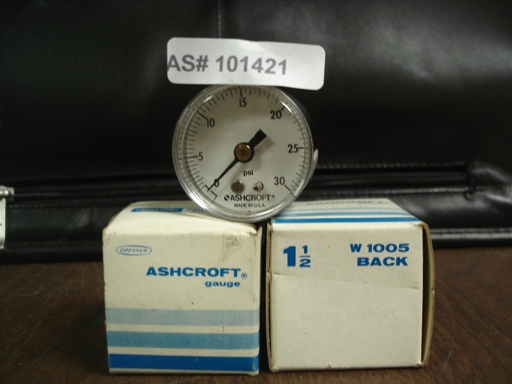 AS# 101421
15
10
20
5
25
psi
0
30
ASHCROFT®
MADE IN U.S.A.
DRESSER
ASHCROFT®
gauge
1 1/2
W 1005
BACK